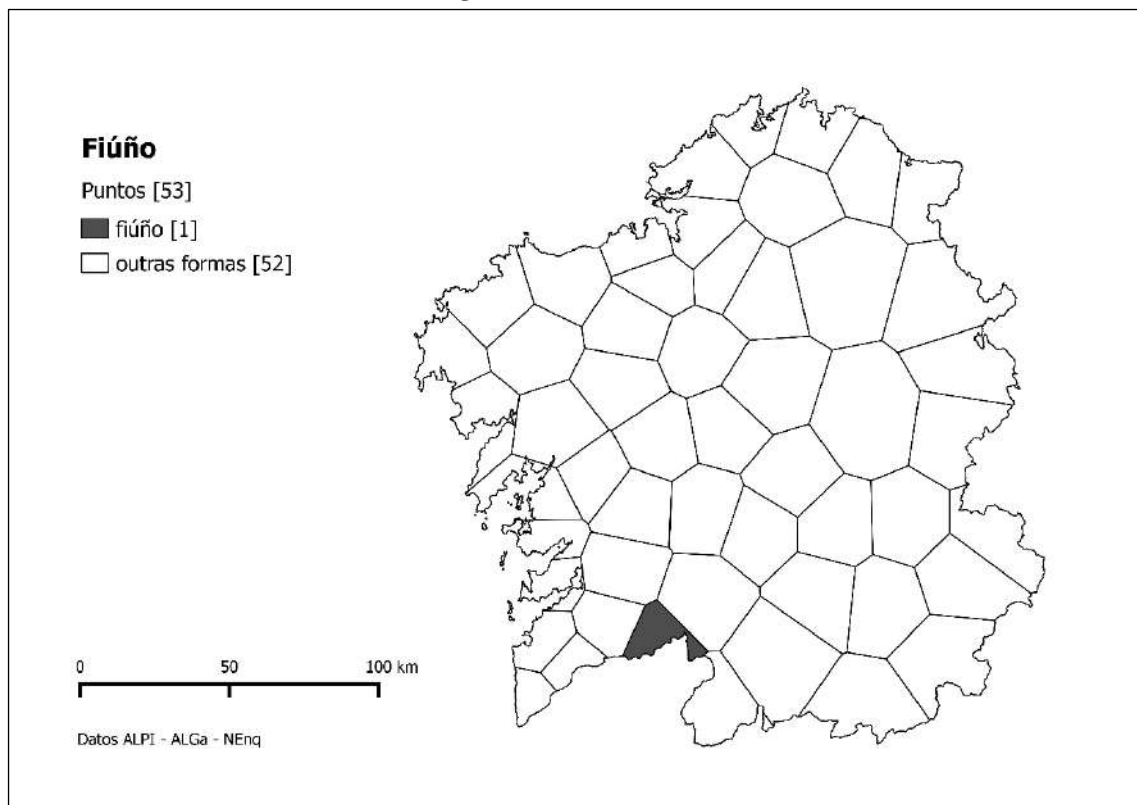 Fiúño
Puntos [53]
fiúño [1]
outras formas [52]
0 50 100 km
Datos ALPI - ALGa - NEnq